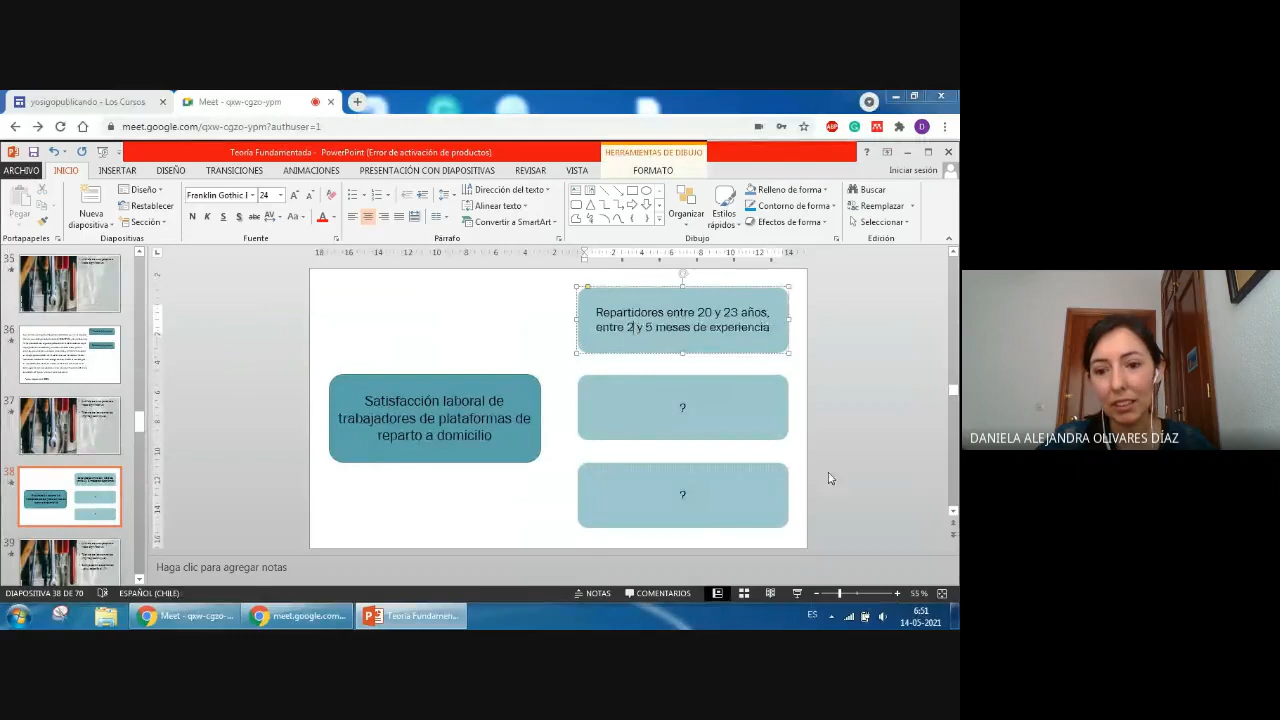 yosigopublicando - Los Cursos
Meet - qxw-cgzo-ypm
meet.google.com/qxw-cgzo-ypm?authuser=1
Teoría Fundamentada - PowerPoint (Error de activación de productos)
HERRAMIENTAS DE DIBUJO
ARCHIVO INICIO INSERTAR DISEÑO TRANSICIONES ANIMACIONES PRESENTACIÓN CON DIAPOSITIVAS REVISAR VISTA FORMATO Iniciar sesión
Pegar
Nueva diapositiva
Diseño
Restablecer
Sección
Franklin Gothic 24
Dirección del texto
Alinear texto
Convertir a SmartArt
Organizar
Estilos rápidos
Relleno de forma
Contorno de forma
Efectos de forma
Buscar
Reemplazar
Seleccionar
Portapapeles Fuente Párrafo Dibujo Edición
35
36
37
38
39
Repartidores entre 20 y 23 años,
entre 2 y 5 meses de experiencia
Satisfacción laboral de
trabajadores de plataformas de
reparto a domicilio
?
?
Haga clic para agregar notas
DIAPOSITIVA 38 DE 70 ESPAÑOL (CHILE) NOTAS COMENTARIOS 55 %
Meet - qxw-cgzo-...
meet.google.com...
Teoría Fundamen...
ES
6:51
14-05-2021
DANIELA ALEJANDRA OLIVARES DÍAZ